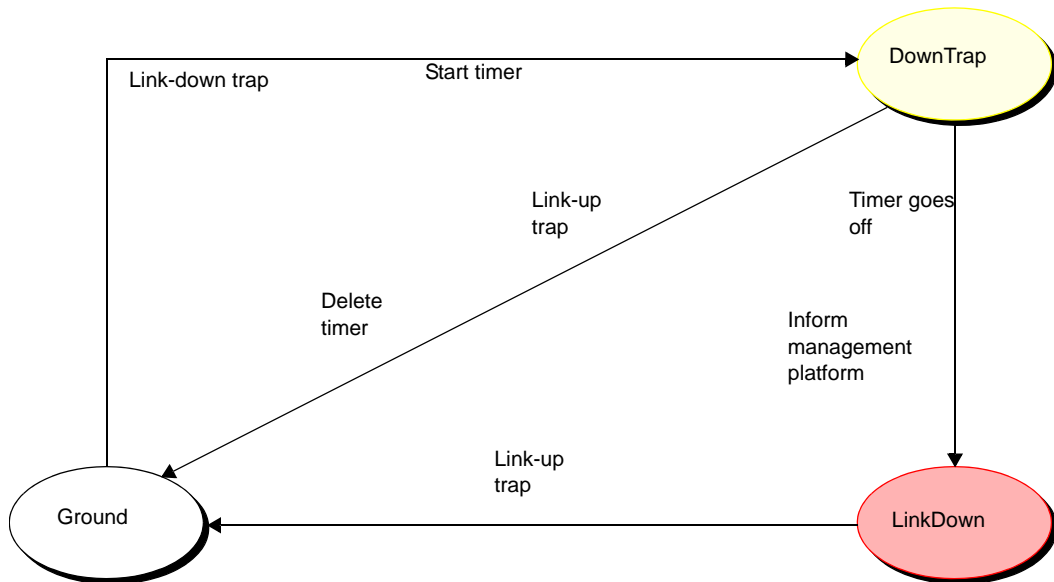 DownTrap
Link-down trap
Start timer
Link-up
trap
Timer goes
off
Delete
timer
Inform
management
platform
Link-up
trap
Ground
LinkDown